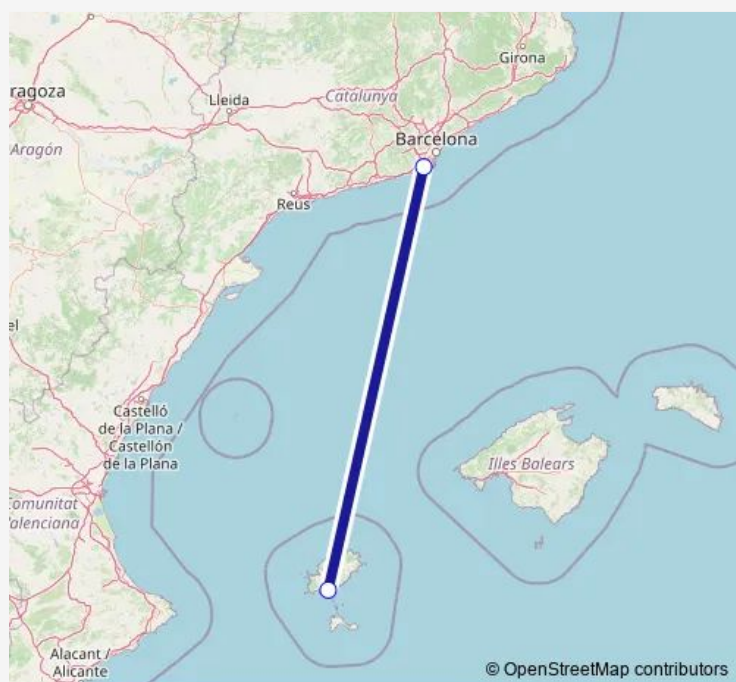 Girona
ragoza
Lleida
Catalunya
Barcelona
Aragón
Reus
el
Castelló
de la Plana /
Castellón
de la Plana
Illes Balears
Comunitat
Valenciana
Alacant /
Alicante
© OpenStreetMap contributors